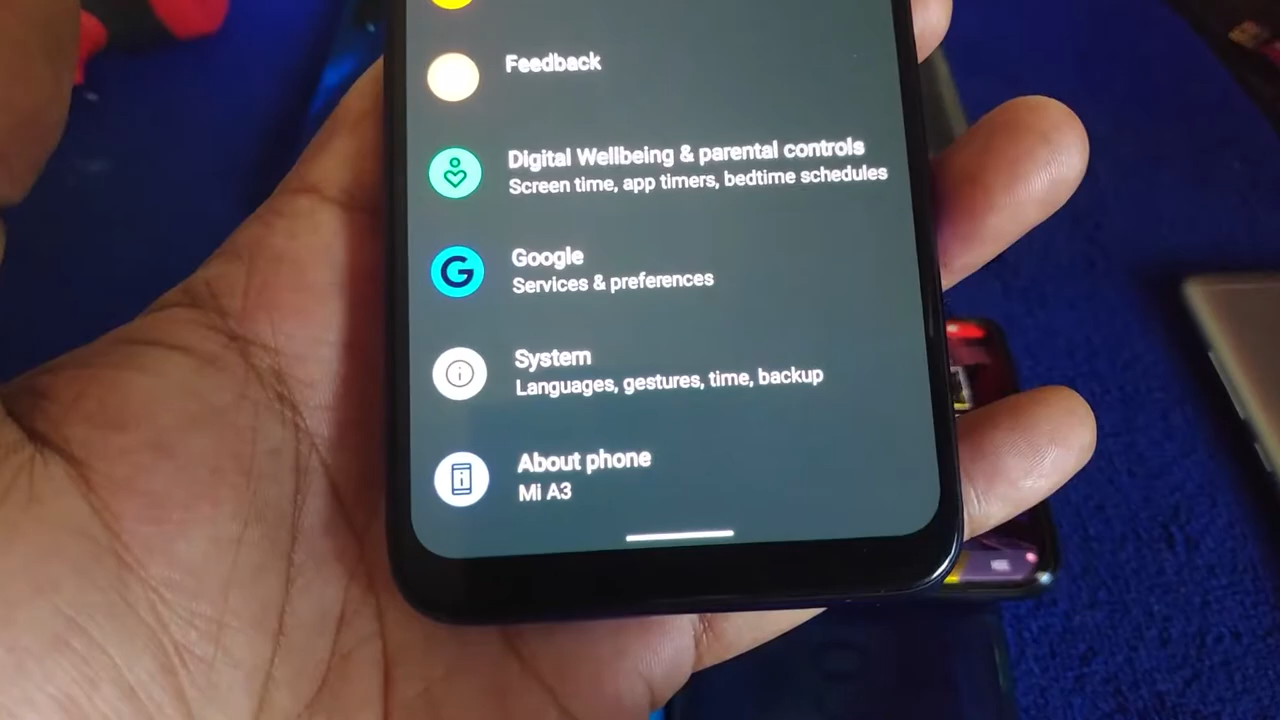 Feedback
Digital Wellbeing & parental controls
Screen time, app timers, bedtime schedules
Google
Services & preferences
System
Languages, gestures, time, backup
About phone
Mi A3